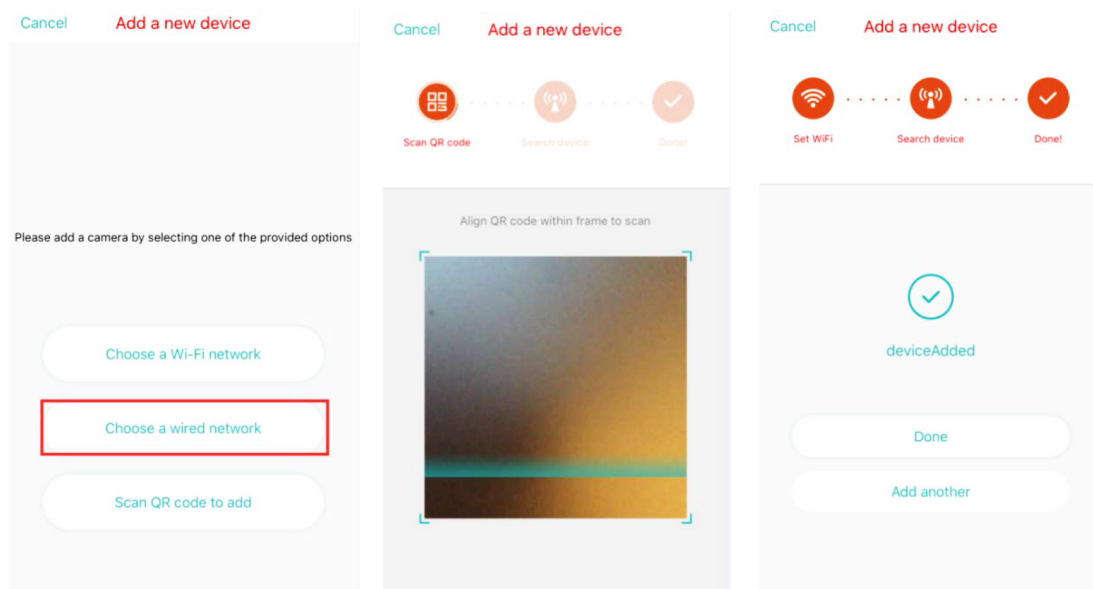 Cancel Add a new device
Please add a camera by selecting one of the provided options
Choose a Wi-Fi network
Choose a wired network
Scan QR code to add
Cancel Add a new device
Scan QR code Search device Done!
Align QR code within frame to scan
Cancel Add a new device
Set WiFi Search device Done!
deviceAdded
Done
Add another